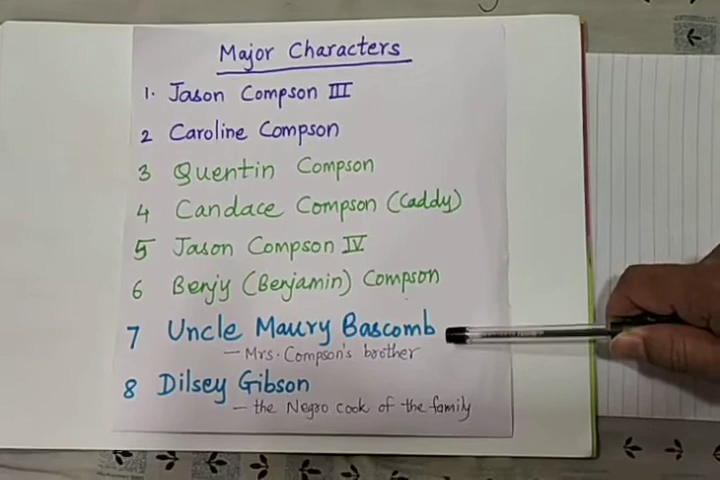 Major Characters
1. Jason Compson III
2 Caroline Compson
3 Quentin Compson
4 Candace Compson (Caddy)
5 Jason Compson IV
6 Benjy (Benjamin) Compson
7 Uncle Maury Bascomb
— Mrs. Compson's brother
8 Dilsey Gibson
— the Negro cook of the family